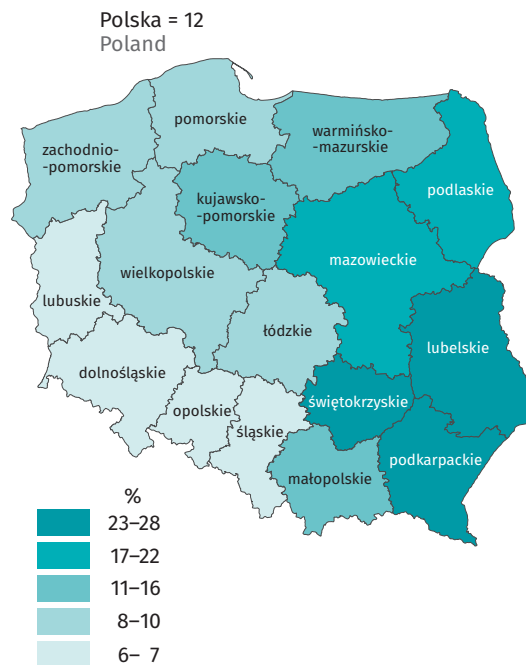 Polska = 12
Poland
pomorskie
zachodnio-
-pomorskie
warmińsko-
-mazurskie
podlaskie
kujawsko-
-pomorskie
mazowieckie
wielkopolskie
lubuskie
łódzkie
lubelskie
dolnośląskie
opolskie
świętokrzyskie
śląskie
podkarpackie
małopolskie
%
23–28
17–22
11–16
8–10
6– 7